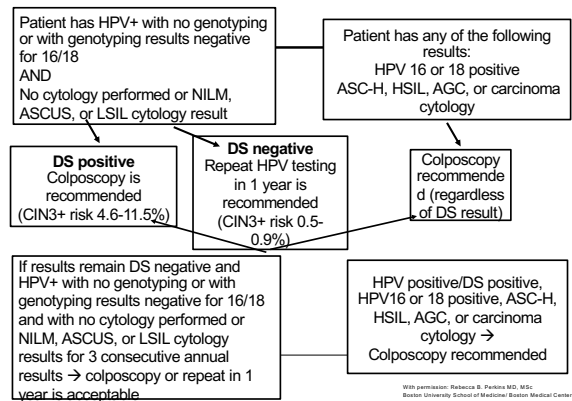 Patient has HPV+ with no genotyping
or with genotyping results negative
for 16/18
AND
No cytology performed or NILM,
ASCUS, or LSIL cytology result
Patient has any of the following
results:
HPV 16 or 18 positive
ASC-H, HSIL, AGC, or carcinoma
cytology
DS positive
Colposcopy is
recommended
(CIN3+ risk 4.6-11.5%)
DS negative
Repeat HPV testing
in 1 year is
recommended
(CIN3+ risk 0.5-
0.9%)
Colposcopy
recommende
d (regardless
of DS result)
If results remain DS negative and
HPV+ with no genotyping or with
genotyping results negative for 16/18
and with no cytology performed or
NILM, ASCUS, or LSIL cytology
results for 3 consecutive annual
results → colposcopy or repeat in 1
year is acceptable
HPV positive/DS positive,
HPV16 or 18 positive, ASC-H,
HSIL, AGC, or carcinoma
cytology →
Colposcopy recommended
With permission: Rebecca B. Perkins MD, MSc
Boston University School of Medicine/ Boston Medical Center